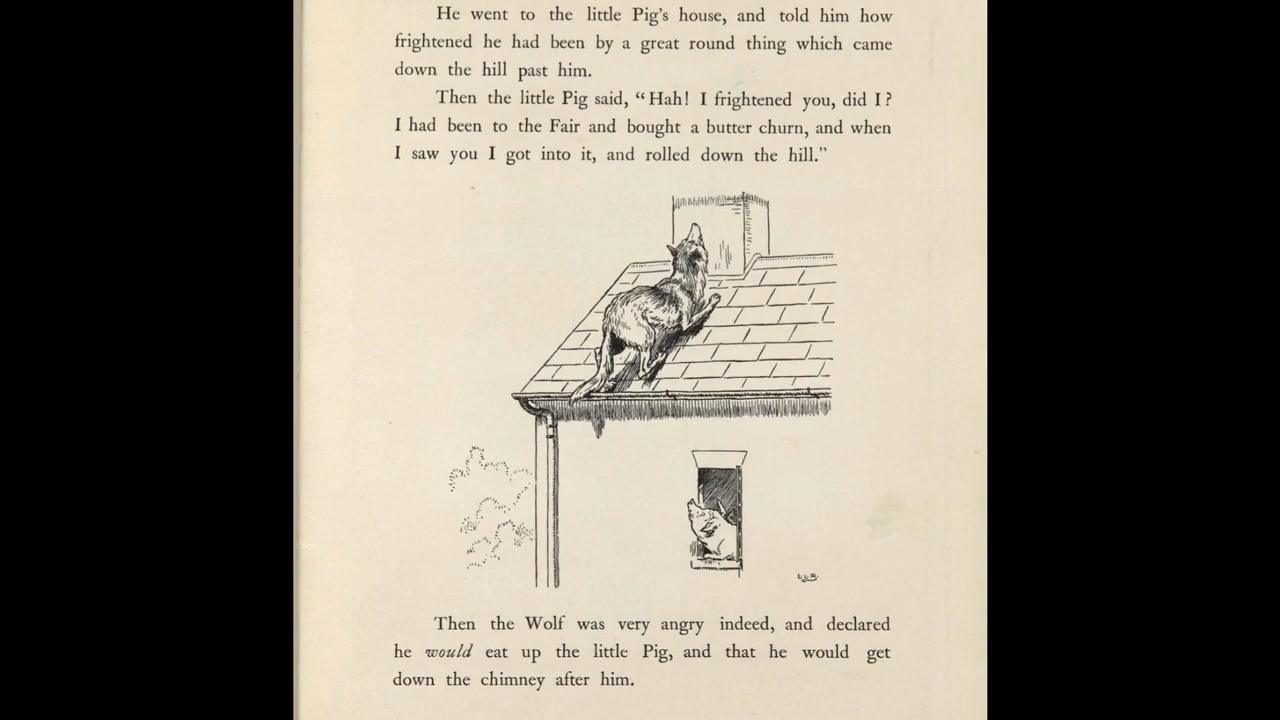 He went to the little Pig's house, and told him how
frightened he had been by a great round thing which came
down the hill past him.
Then the little Pig said, “Hah! I frightened you, did I?
I had been to the Fair and bought a butter churn, and when
I saw you I got into it, and rolled down the hill.”
L.L.B.
Then the Wolf was very angry indeed, and declared
he would eat up the little Pig, and that he would get
down the chimney after him.